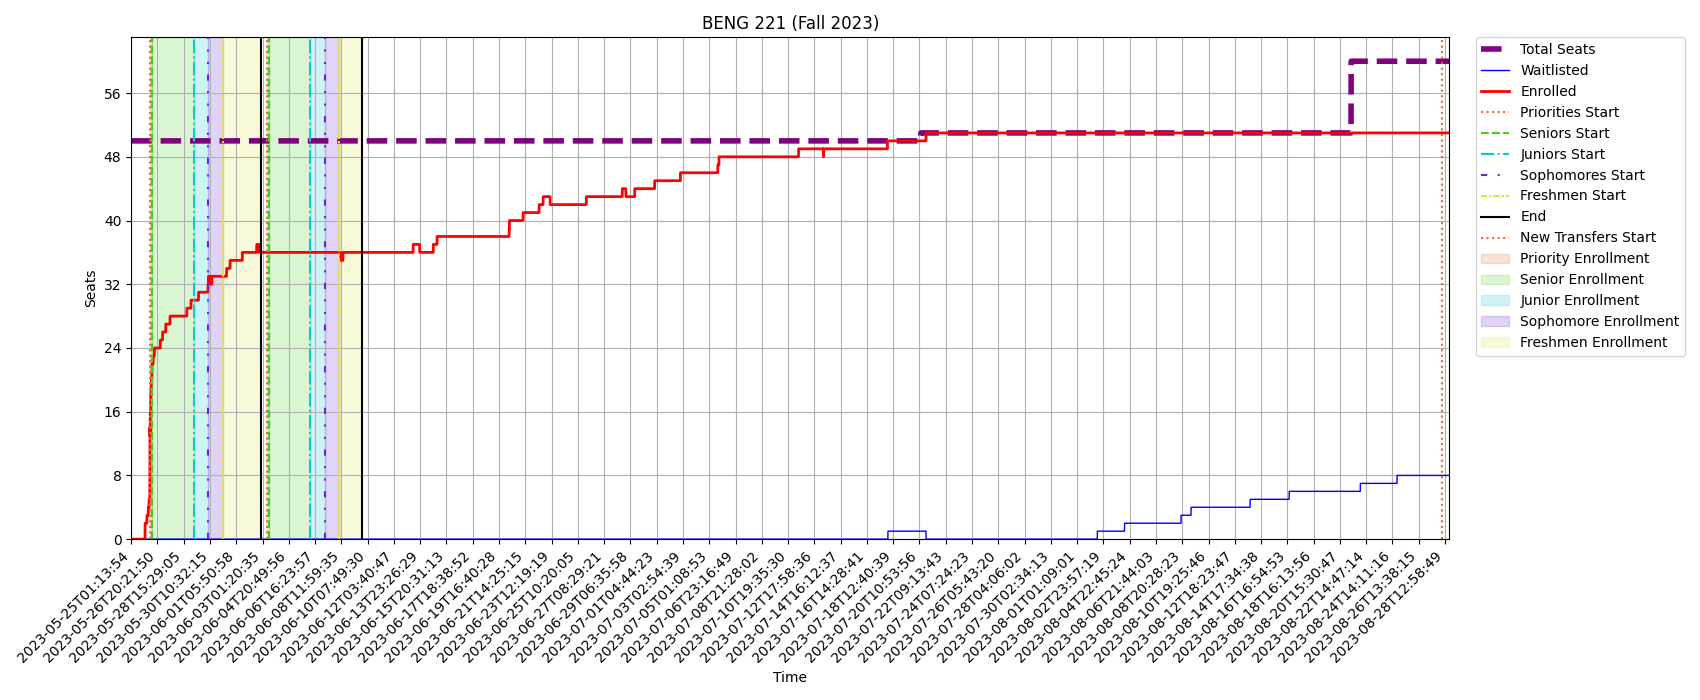 BENG 221 (Fall 2023)
Seats
56
48
40
32
24
16
8
0
2023-05-25T01:13:54
2023-05-26T20:21:50
2023-05-28T15:29:05
2023-05-30T10:32:15
2023-06-01T05:50:58
2023-06-03T01:20:35
2023-06-04T20:49:56
2023-06-06T16:23:57
2023-06-08T11:59:35
2023-06-10T07:49:30
2023-06-12T03:40:47
2023-06-13T23:26:29
2023-06-15T20:31:13
2023-06-17T18:38:52
2023-06-19T16:40:28
2023-06-21T14:25:15
2023-06-23T12:19:19
2023-06-25T10:20:05
2023-06-27T08:29:21
2023-06-29T06:35:58
2023-07-01T04:44:23
2023-07-03T02:54:39
2023-07-05T01:08:53
2023-07-06T23:16:49
2023-07-08T21:28:02
2023-07-10T19:35:30
2023-07-12T17:58:36
2023-07-14T16:12:37
2023-07-16T14:28:41
2023-07-18T12:40:39
2023-07-20T10:53:56
2023-07-22T09:13:43
2023-07-24T07:24:23
2023-07-26T05:43:20
2023-07-28T04:06:02
2023-07-30T02:34:13
2023-08-01T01:09:01
2023-08-02T23:57:19
2023-08-04T22:45:24
2023-08-06T21:44:03
2023-08-08T20:28:23
2023-08-10T19:25:46
2023-08-12T18:23:47
2023-08-14T17:34:38
2023-08-16T16:54:53
2023-08-18T16:13:56
2023-08-20T15:30:47
2023-08-22T14:47:14
2023-08-24T14:11:16
2023-08-26T13:38:15
2023-08-28T12:58:49
Time
Total Seats
Waitlisted
Enrolled
Priorities Start
Seniors Start
Juniors Start
Sophomores Start
Freshmen Start
End
New Transfers Start
Priority Enrollment
Senior Enrollment
Junior Enrollment
Sophomore Enrollment
Freshmen Enrollment